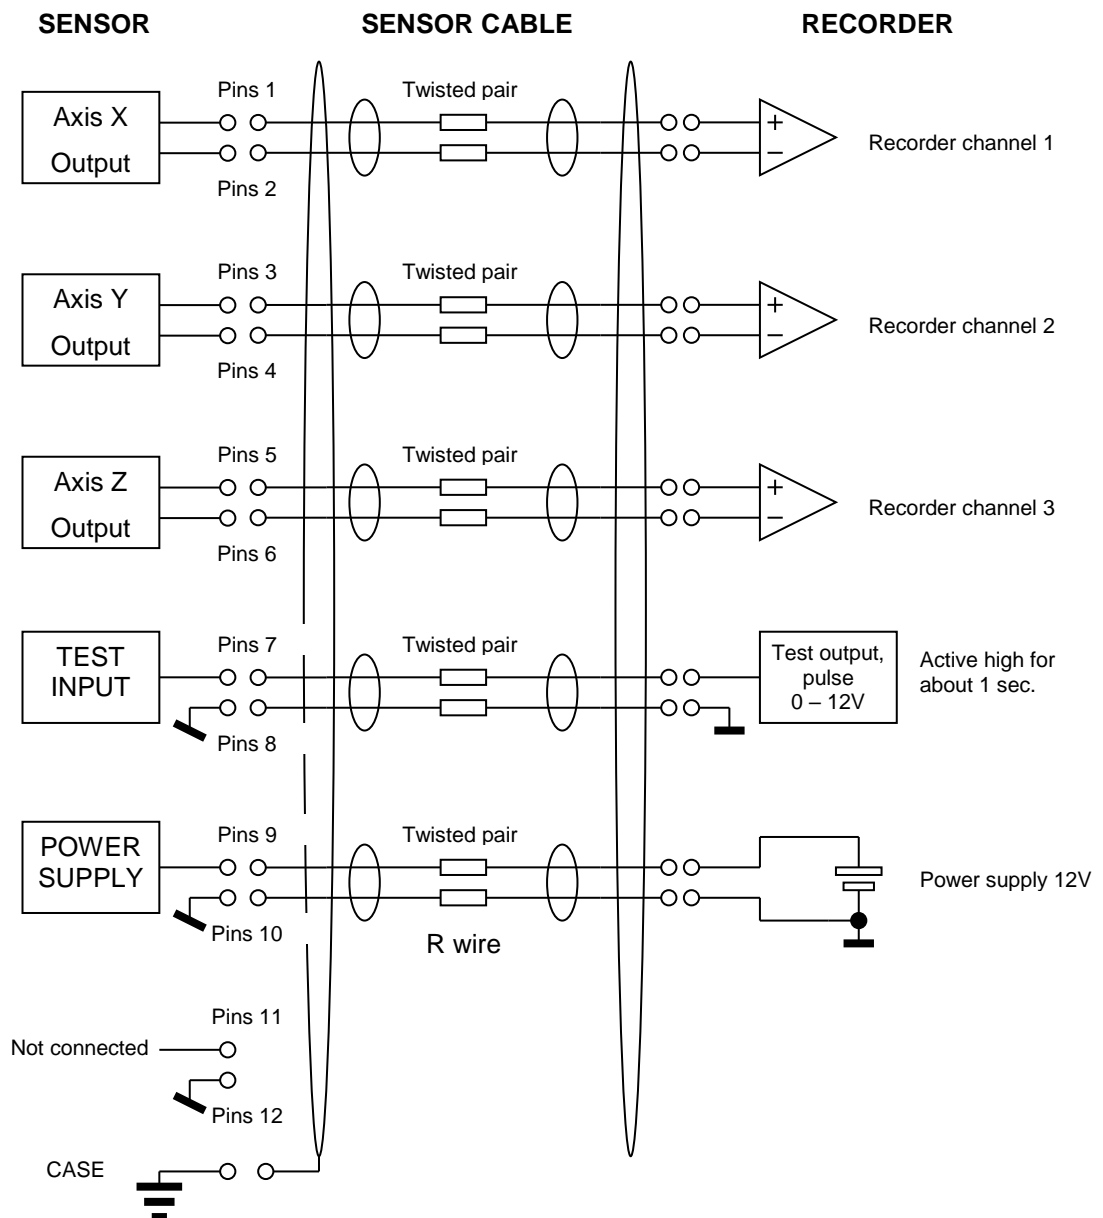 SENSOR
SENSOR CABLE
RECORDER
Pins 1
Twisted pair
Axis X
Output
+
−
Recorder channel 1
Pins 2
Pins 3
Twisted pair
Axis Y
Output
+
−
Recorder channel 2
Pins 4
Pins 5
Twisted pair
Axis Z
Output
+
−
Recorder channel 3
Pins 6
Pins 7
Twisted pair
TEST
INPUT
Test output,
pulse
0 – 12V
Active high for
about 1 sec.
Pins 8
Pins 9
Twisted pair
POWER
SUPPLY
Power supply 12V
Pins 10
R wire
Pins 11
Not connected
Pins 12
CASE